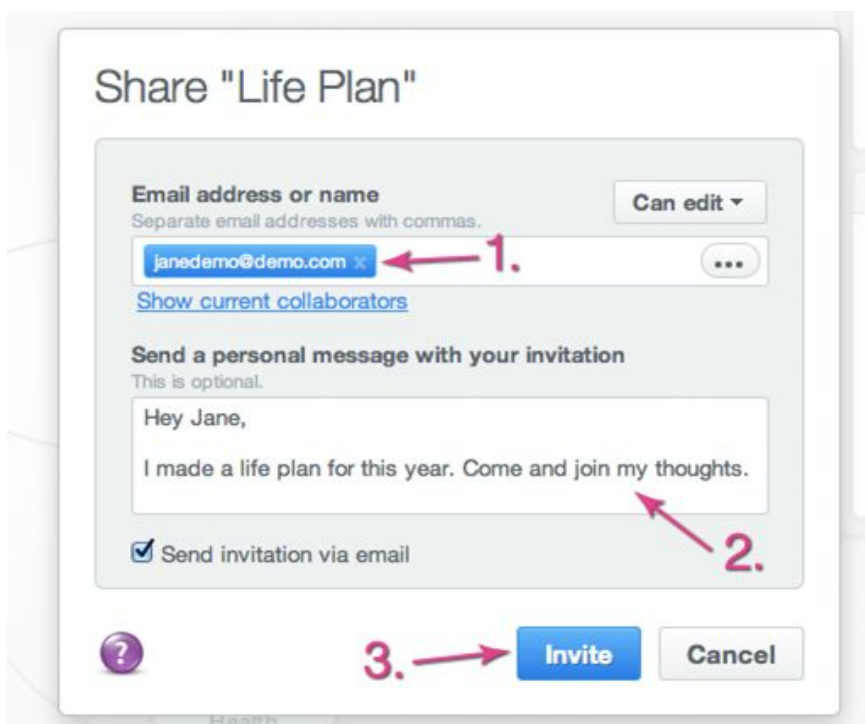 Share "Life Plan"
Email address or name
Can edit
Separate email addresses with commas.
janedemo@demo.com x
1.
...
Show current collaborators
Send a personal message with your invitation
This is optional.
Hey Jane,
I made a life plan for this year. Come and join my thoughts.
2.
Send invitation via email
?
3.
Invite
Cancel
Health